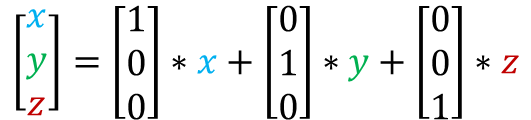 [x y z] = [1 0 0] * x + [0 1 0] * y + [0 0 1] * z